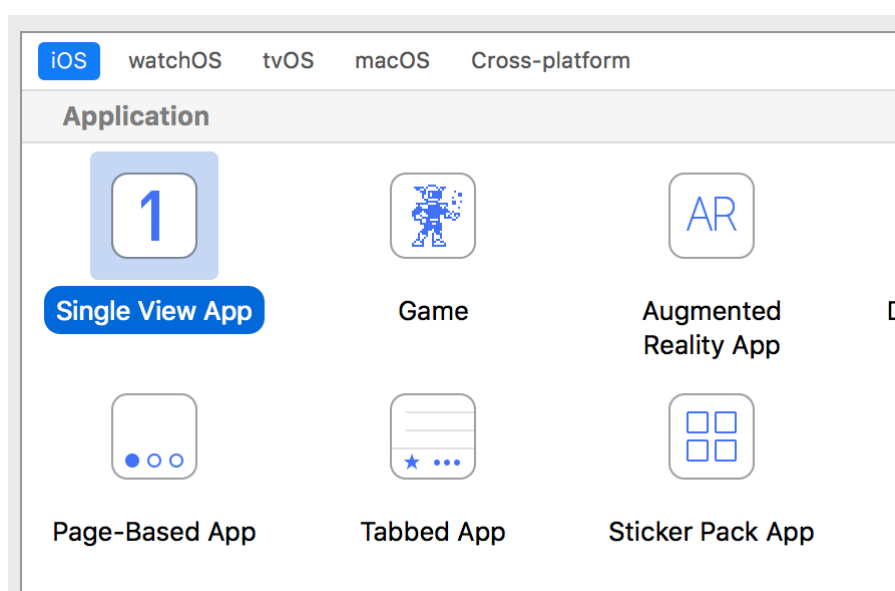 iOS watchOS tvOS macOS Cross-platform
Application
1 AR
Single View App Game Augmented
Reality App
Page-Based App Tabbed App Sticker Pack App